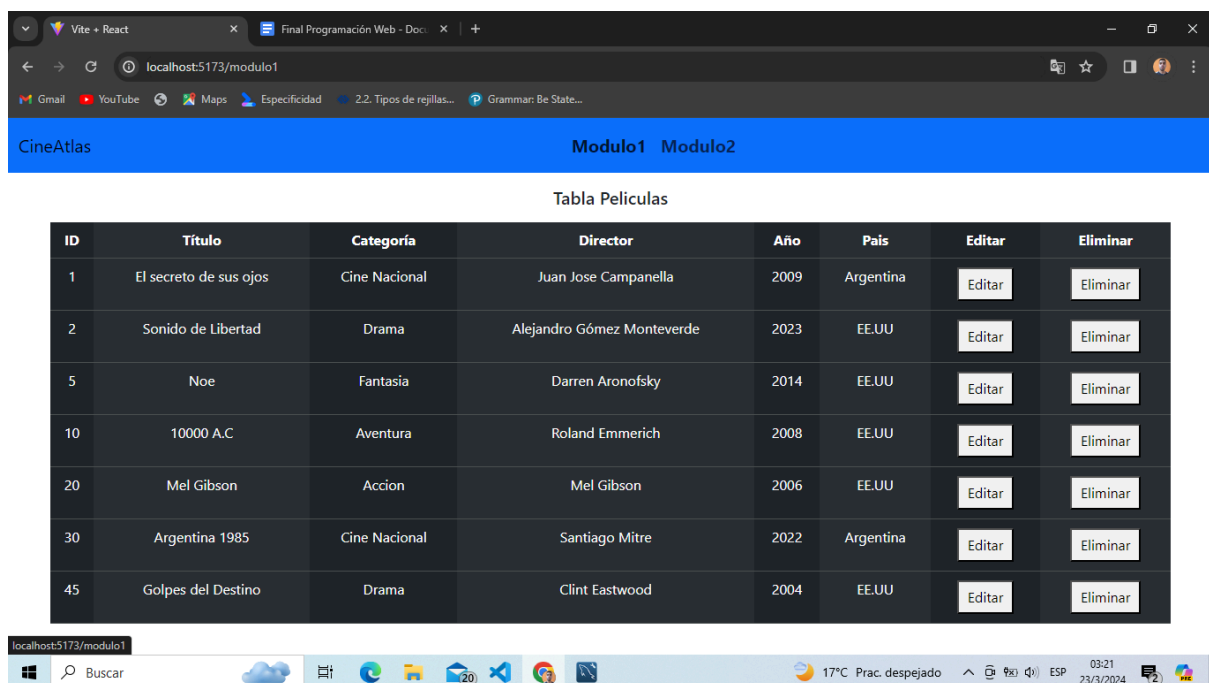 Vite + React
Final Programación Web - Docu
localhost:5173/modulo1
Gmail YouTube Maps Especificidad 2.2. Tipos de rejillas... Grammar: Be State...
CineAtlas Modulo1 Modulo2
Tabla Peliculas
ID Título Categoría Director Año Pais Editar Eliminar
1 El secreto de sus ojos Cine Nacional Juan Jose Campanella 2009 Argentina Editar Eliminar
2 Sonido de Libertad Drama Alejandro Gómez Monteverde 2023 EE.UU Editar Eliminar
5 Noe Fantasia Darren Aronofsky 2014 EE.UU Editar Eliminar
10 10000 A.C Aventura Roland Emmerich 2008 EE.UU Editar Eliminar
20 Mel Gibson Accion Mel Gibson 2006 EE.UU Editar Eliminar
30 Argentina 1985 Cine Nacional Santiago Mitre 2022 Argentina Editar Eliminar
45 Golpes del Destino Drama Clint Eastwood 2004 EE.UU Editar Eliminar
localhost:5173/modulo1
Buscar 20 17°C Prac. despejado ESP 03:21 2 PRE
23/3/2024